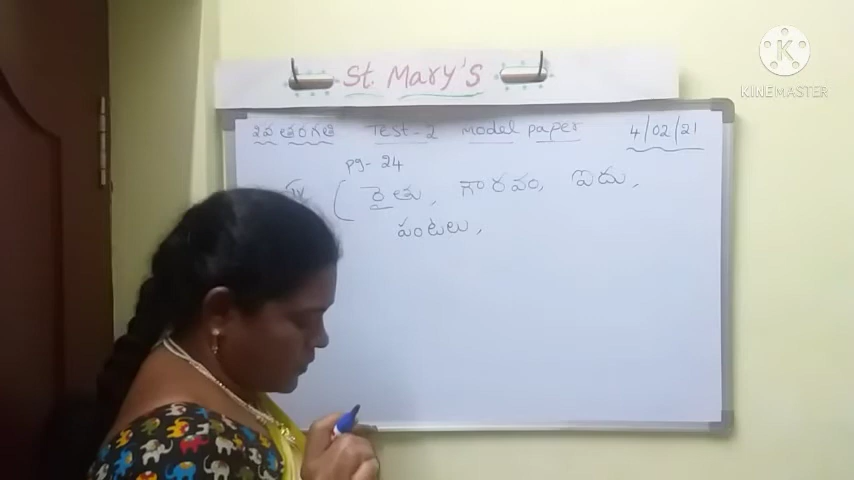 St. Mary's
KINEMASTER
2వ తరగతి Test-2 Model paper 4/02/21
pg- 24
IV ( రైతు, గౌరవం, ఐదు,
పంటలు,